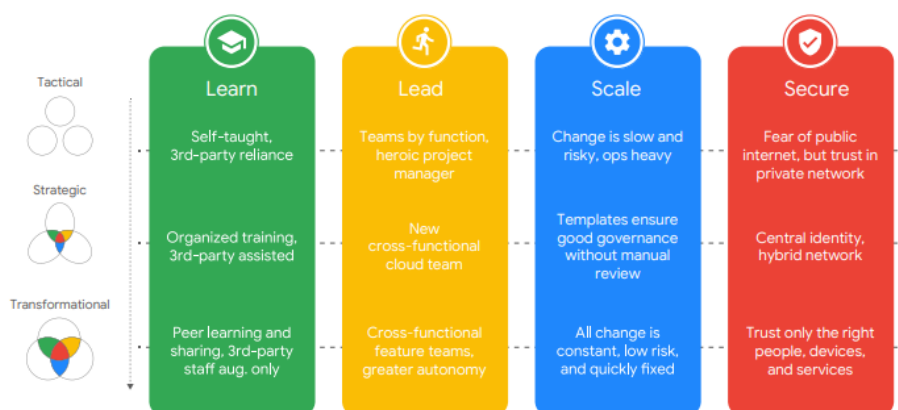 Learn
Lead
Scale
Secure
Tactical
Self-taught,
3rd-party reliance
Teams by function,
heroic project
manager
Change is slow and
risky, ops heavy
Fear of public
internet, but trust in
private network
Strategic
Organized training,
3rd-party assisted
New
cross-functional
cloud team
Templates ensure
good governance
without manual
review
Central identity,
hybrid network
Transformational
Peer learning and
sharing, 3rd-party
staff aug. only
Cross-functional
feature teams,
greater autonomy
All change is
constant, low risk,
and quickly fixed
Trust only the right
people, devices,
and services